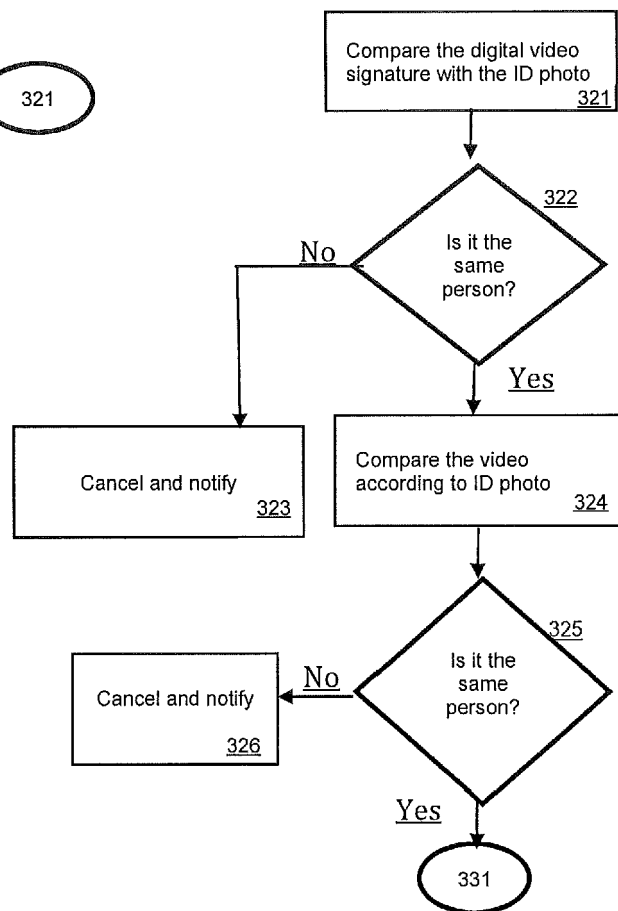 321
Compare the digital video
signature with the ID photo
321
322
Is it the
same
person?
No
Yes
Cancel and notify
323
Compare the video
according to ID photo
324
325
Is it the
same
person?
No
Cancel and notify
326
Yes
331